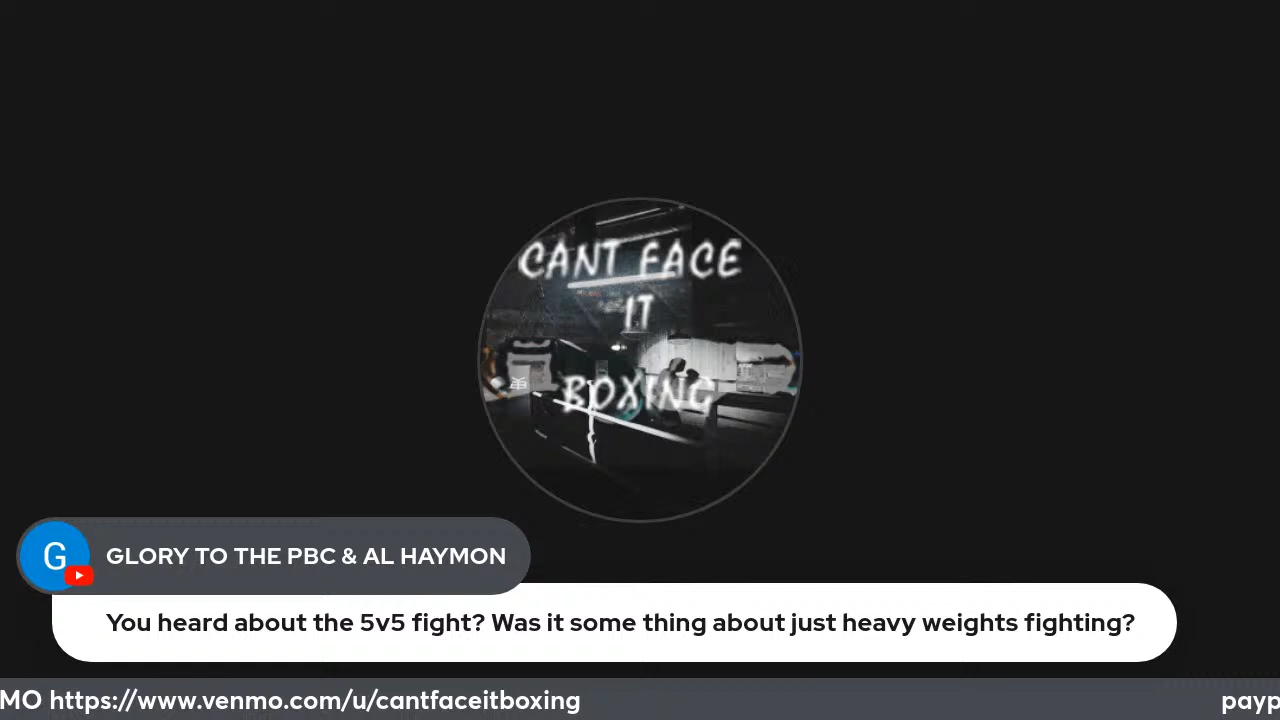 CANT FACE
IT
BOXING
G
GLORY TO THE PBC & AL HAYMON
You heard about the 5v5 fight? Was it some thing about just heavy weights fighting?
MO https://www.venmo.com/u/cantfaceitboxing
payp